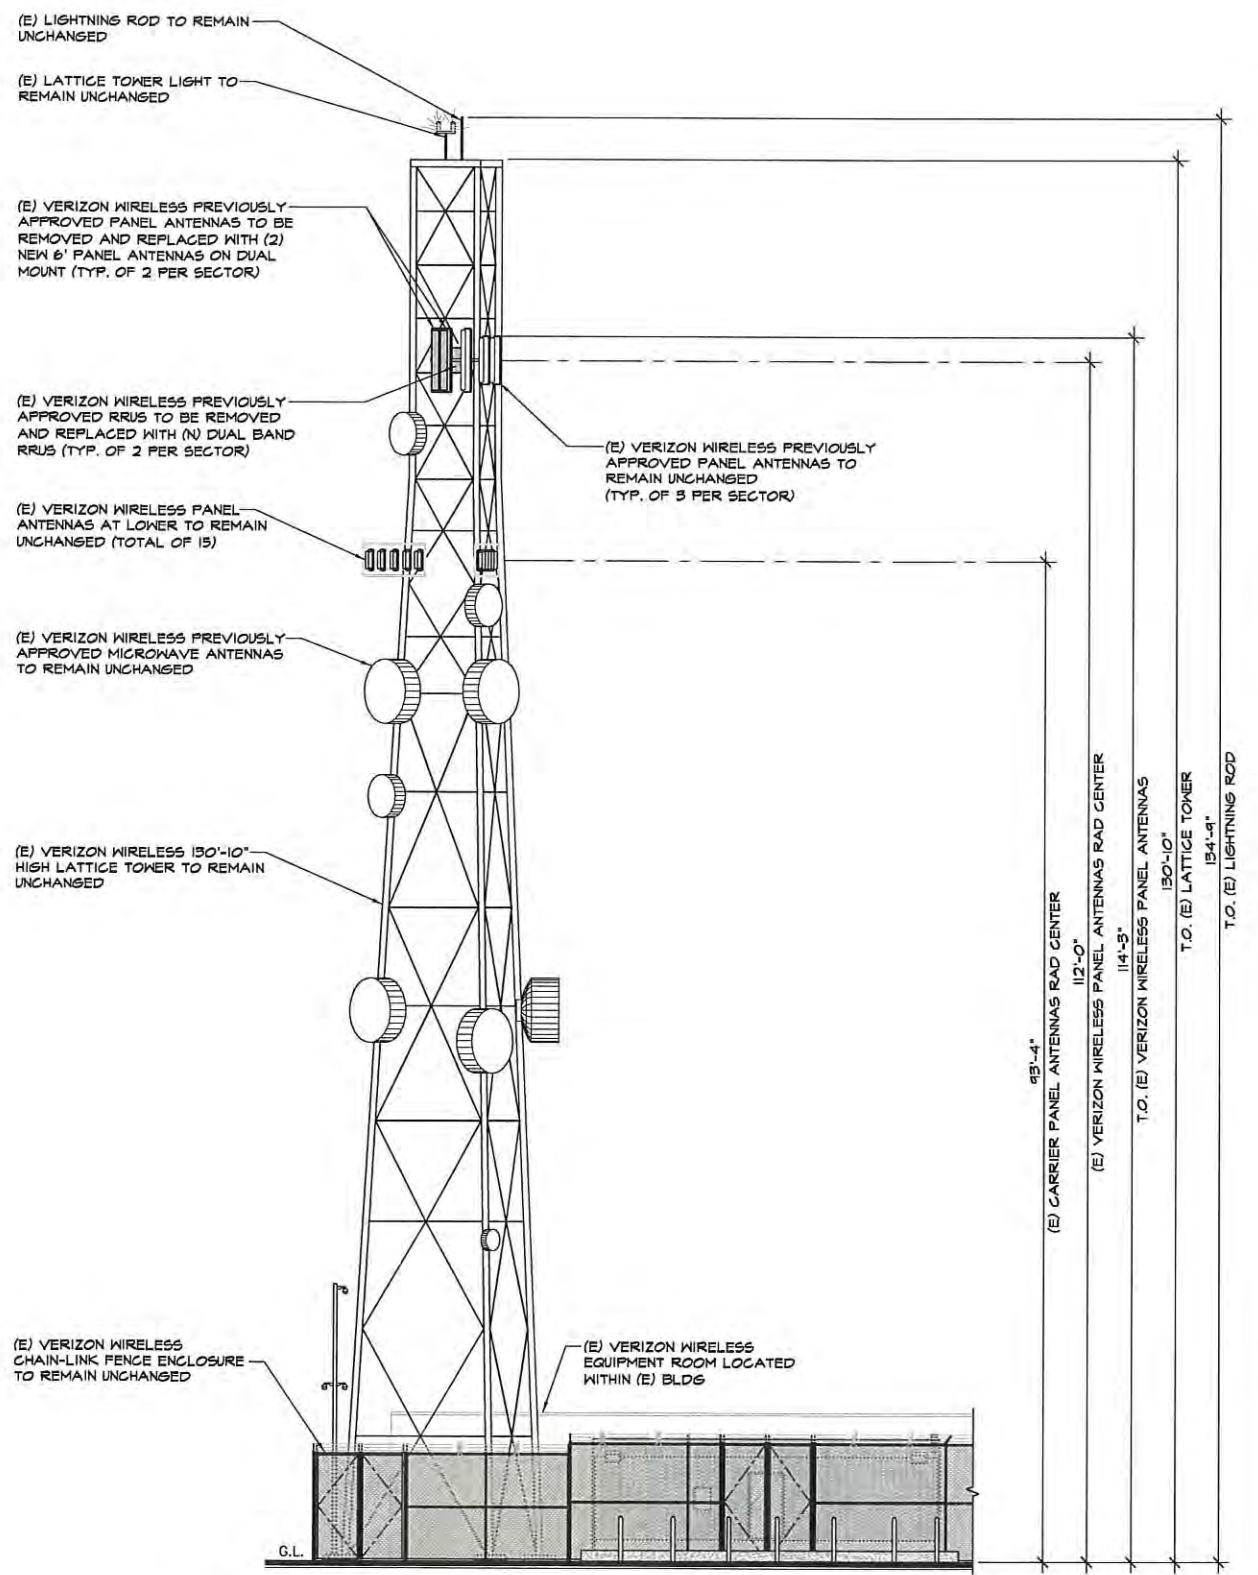 (E) LIGHTNING ROD TO REMAIN
UNCHANGED
(E) LATTICE TOWER LIGHT TO
REMAIN UNCHANGED
(E) VERIZON WIRELESS PREVIOUSLY
APPROVED PANEL ANTENNAS TO BE
REMOVED AND REPLACED WITH (2)
NEW 6' PANEL ANTENNAS ON DUAL
MOUNT (TYP. OF 2 PER SECTOR)
(E) VERIZON WIRELESS PREVIOUSLY
APPROVED RRUS TO BE REMOVED
AND REPLACED WITH (N) DUAL BAND
RRUS (TYP. OF 2 PER SECTOR)
(E) VERIZON WIRELESS PREVIOUSLY
APPROVED PANEL ANTENNAS TO
REMAIN UNCHANGED
(TYP. OF 3 PER SECTOR)
(E) VERIZON WIRELESS PANEL
ANTENNAS AT LOWER TO REMAIN
UNCHANGED (TOTAL OF 15)
(E) VERIZON WIRELESS PREVIOUSLY
APPROVED MICROWAVE ANTENNAS
TO REMAIN UNCHANGED
(E) VERIZON WIRELESS 130'-10"
HIGH LATTICE TOWER TO REMAIN
UNCHANGED
(E) VERIZON WIRELESS
CHAIN-LINK FENCE ENCLOSURE
TO REMAIN UNCHANGED
(E) VERIZON WIRELESS
EQUIPMENT ROOM LOCATED
WITHIN (E) BLDG
G.L.
93'-4"
(E) CARRIER PANEL ANTENNAS RAD CENTER
112'-0"
(E) VERIZON WIRELESS PANEL ANTENNAS RAD CENTER
114'-3"
T.O. (E) VERIZON WIRELESS PANEL ANTENNAS
130'-10"
T.O. (E) LATTICE TOWER
134'-9"
T.O. (E) LIGHTNING ROD